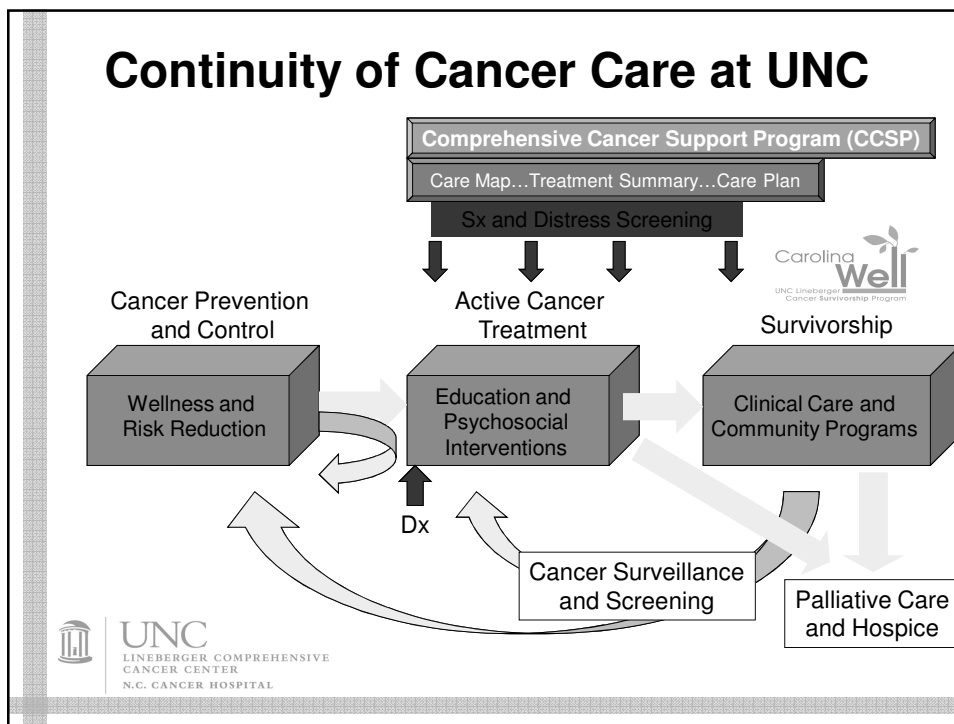 Continuity of Cancer Care at UNC
Comprehensive Cancer Support Program (CCSP)
Care Map…Treatment Summary…Care Plan
Sx and Distress Screening
Carolina
Well
UNC Lineberger
Cancer Survivorship Program
Cancer Prevention
and Control
Active Cancer
Treatment
Survivorship
Wellness and
Risk Reduction
Education and
Psychosocial
Interventions
Clinical Care and
Community Programs
Dx
Cancer Surveillance
and Screening
Palliative Care
and Hospice
UNC
LINEBERGER COMPREHENSIVE
CANCER CENTER
N.C. CANCER HOSPITAL